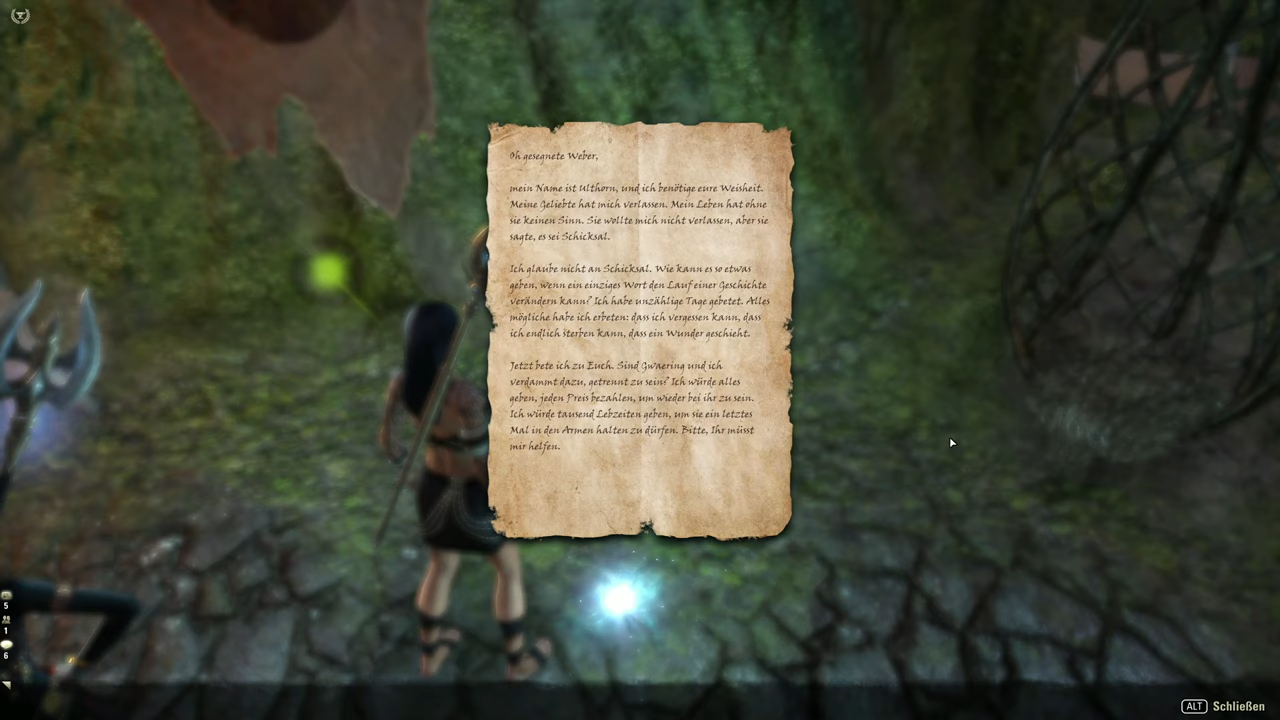 Oh gesegnete Weber,
mein Name ist Ulthorn, und ich benötige eure Weisheit.
Meine Geliebte hat mich verlassen. Mein Leben hat ohne
sie keinen Sinn. Sie wollte mich nicht verlassen, aber sie
sagte, es sei Schicksal.
Ich glaube nicht an Schicksal. Wie kann es so etwas
geben, wenn ein einziges Wort den Lauf einer Geschichte
verändern kann? Ich habe unzählige Tage gebetet. Alles
mögliche habe ich erbeten: dass ich vergessen kann, dass
ich endlich sterben kann, dass ein Wunder geschieht.
Jetzt bete ich zu Euch. Sind Gwaering und ich
verdammt dazu, getrennt zu sein? Ich würde alles
geben, jeden Preis bezahlen, um wieder bei ihr zu sein.
Ich würde tausend Lebzeiten geben, um sie ein letztes
Mal in den Armen halten zu dürfen. Bitte, Ihr müsst
mir helfen.
5
1
6
ALT Schließen